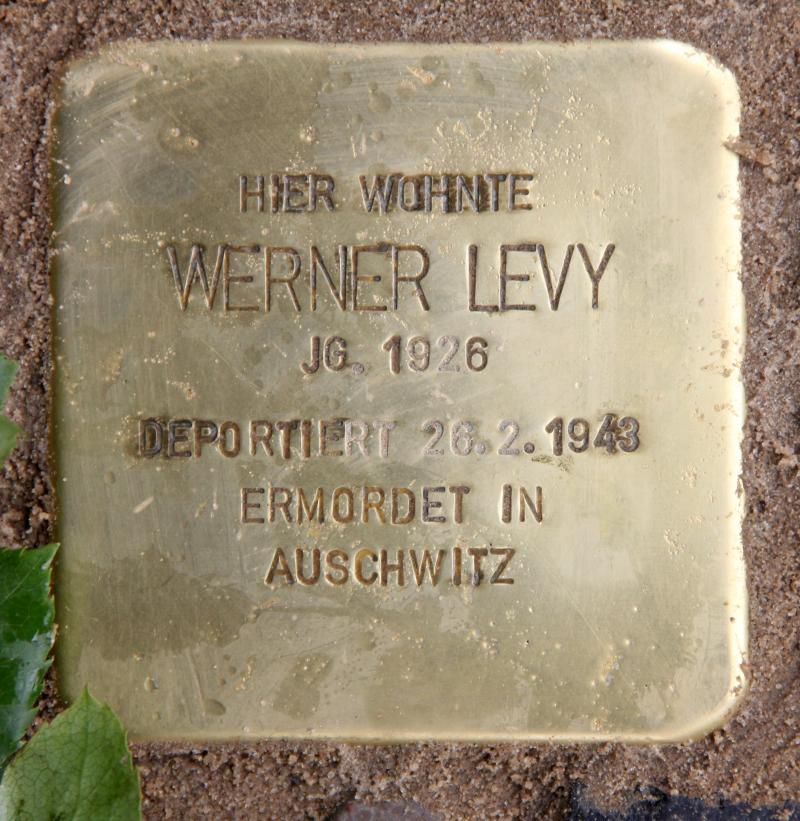 HIER WOHNTE
WERNER LEVY
JG. 1926
DEPORTIERT 26.2.1943
ERMORDET IN
AUSCHWITZ